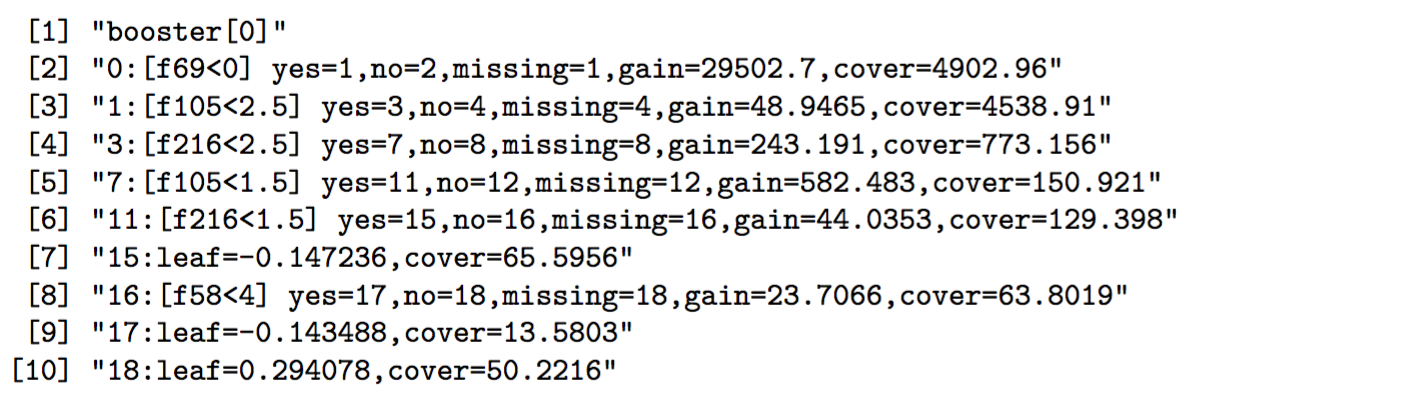 [1] "booster[0]"
[2] "0:[f69<0] yes=1,no=2,missing=1,gain=29502.7,cover=4902.96"
[3] "1:[f105<2.5] yes=3,no=4,missing=4,gain=48.9465,cover=4538.91"
[4] "3:[f216<2.5] yes=7,no=8,missing=8,gain=243.191,cover=773.156"
[5] "7:[f105<1.5] yes=11,no=12,missing=12,gain=582.483,cover=150.921"
[6] "11:[f216<1.5] yes=15,no=16,missing=16,gain=44.0353,cover=129.398"
[7] "15:leaf=-0.147236,cover=65.5956"
[8] "16:[f58<4] yes=17,no=18,missing=18,gain=23.7066,cover=63.8019"
[9] "17:leaf=-0.143488,cover=13.5803"
[10] "18:leaf=0.294078,cover=50.2216"